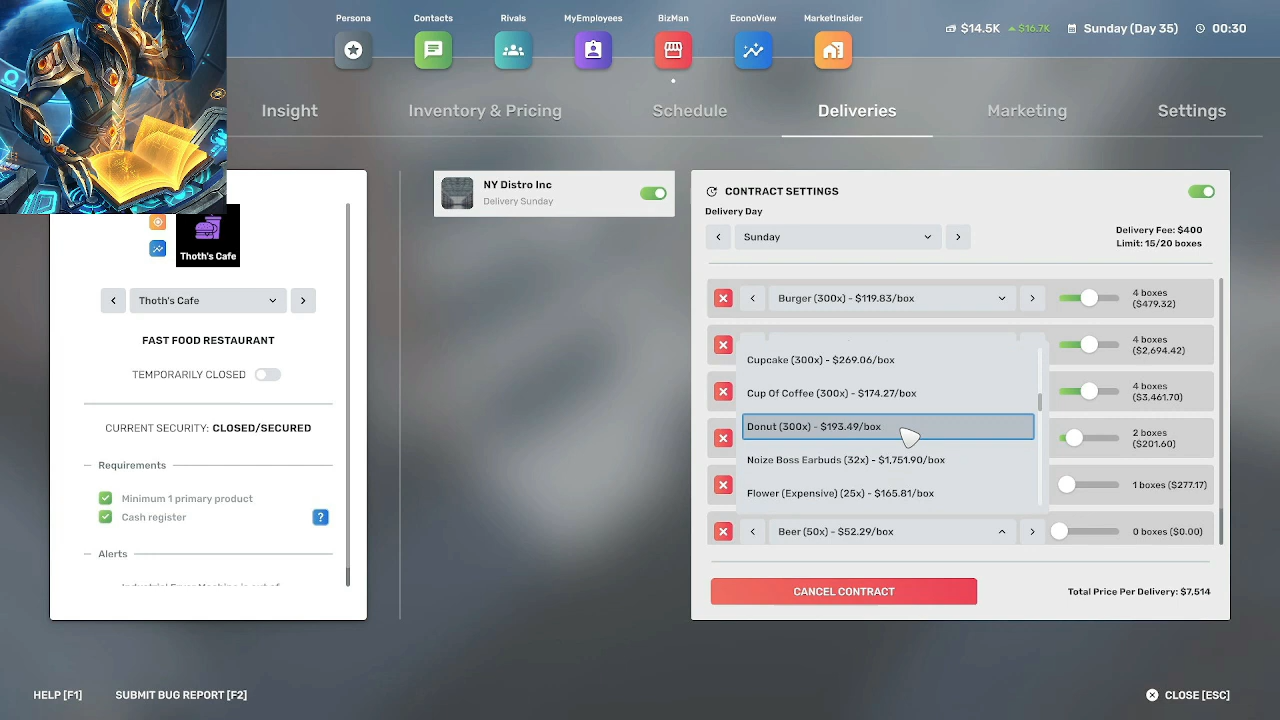 Persona
Contacts
Rivals
MyEmployees
BizMan
EconoView
MarketInsider
$14.5K
$16.7K
Sunday (Day 35)
00:30
Insight
Inventory & Pricing
Schedule
Deliveries
Marketing
Settings
Thoth's Cafe
Thoth's Cafe
FAST FOOD RESTAURANT
TEMPORARILY CLOSED
CURRENT SECURITY: CLOSED/SECURED
Requirements
Minimum 1 primary product
Cash register
?
Alerts
NY Distro Inc
Delivery Sunday
CONTRACT SETTINGS
Delivery Day
Sunday
Delivery Fee: $400
Limit: 15/20 boxes
Burger (300x) - $119.83/box
4 boxes
($479.32)
Cupcake (300x) - $269.06/box
4 boxes
($2,694.42)
Cup Of Coffee (300x) - $174.27/box
4 boxes
($3,461.70)
Donut (300x) - $193.49/box
2 boxes
($201.60)
Noize Boss Earbuds (32x) - $1,751.90/box
Flower (Expensive) (25x) - $165.81/box
1 boxes ($277.17)
Beer (50x) - $52.29/box
0 boxes ($0.00)
CANCEL CONTRACT
Total Price Per Delivery: $7,514
HELP [F1]
SUBMIT BUG REPORT [F2]
CLOSE [ESC]